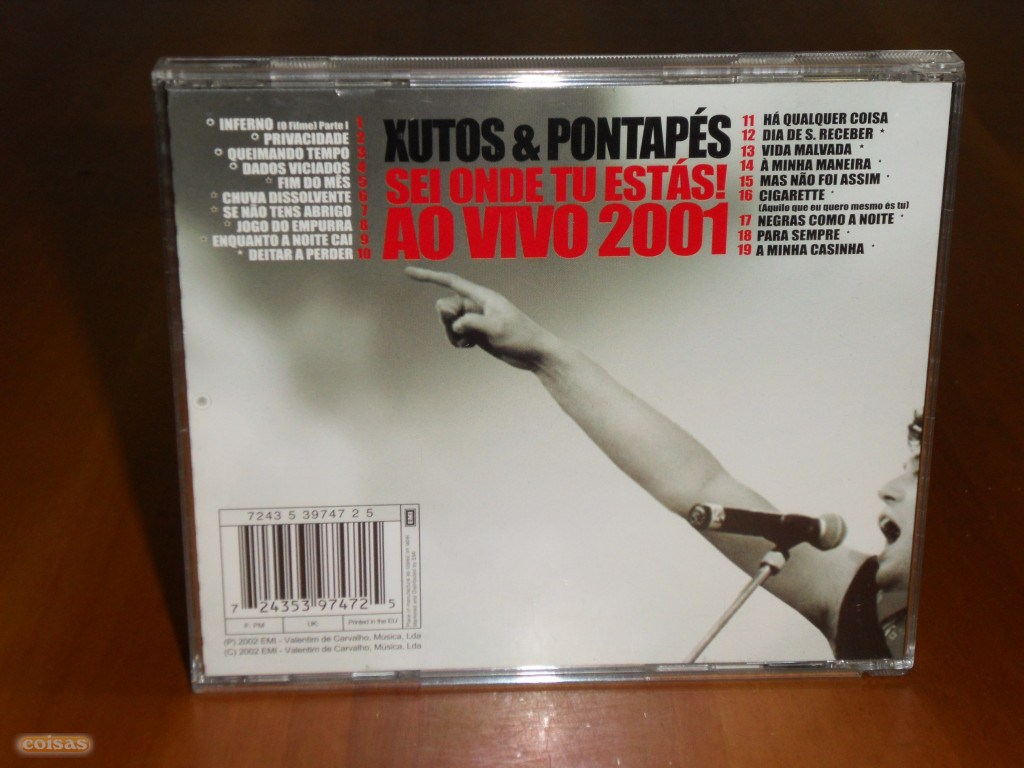 INFERNO (O Filme) Parte I 1
PRIVACIDADE 2
QUEIMANDO TEMPO 3
DADOS VICIADOS 4
FIM DO MÊS 5
CHUVA DISSOLVENTE 6
SE NÃO TENS ABRIGO 7
JOGO DO EMPURRA 8
ENQUANTO A NOITE CAI 9
* DEITAR A PERDER 10
XUTOS & PONTAPÉS
SEI ONDE TU ESTÁS!
AO VIVO 2001
11 HÁ QUALQUER COISA
12 DIA DE S. RECEBER *
13 VIDA MALVADA *
14 À MINHA MANEIRA *
15 MAS NÃO FOI ASSIM *
16 CIGARETTE *
(Aquilo que eu quero mesmo és tu)
17 NEGRAS COMO A NOITE *
18 PARA SEMPRE *
19 A MINHA CASINHA *
7243 5 39747 2 5
EMI
7 24353 97472 5
F: PM
UK:
Printed in the EU
(P) 2002 EMI - Valentim de Carvalho, Música, Lda
(C) 2002 EMI - Valentim de Carvalho, Música, Lda
coisas